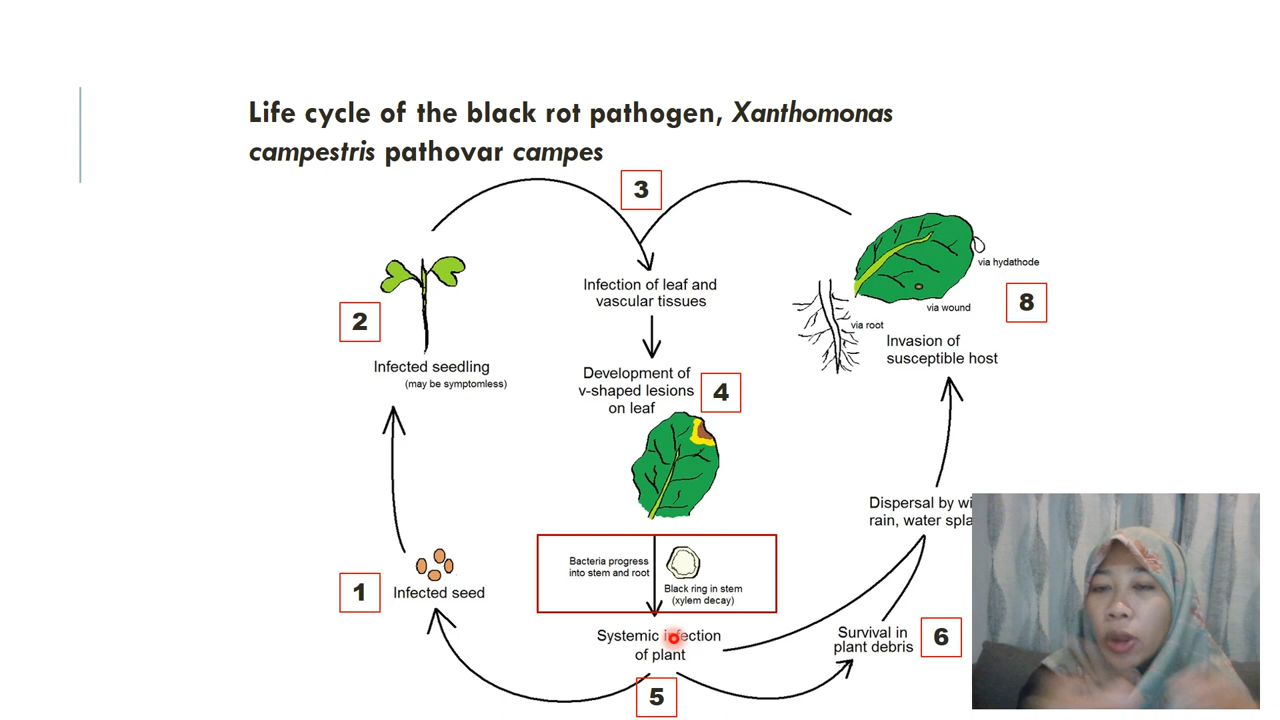 Life cycle of the black rot pathogen, Xanthomonas
campestris pathovar campes
3
via hydathode
Infection of leaf and
vascular tissues
8
via wound
2
via root
Invasion of
susceptible host
Infected seedling
(may be symptomless)
Development of
v-shaped lesions
on leaf
4
Dispersal by
rain, water
Bacteria progress
into stem and root
Black ring in stem
(xylem decay)
1
Infected seed
Systemic infection
of plant
Survival in
plant debris
6
5